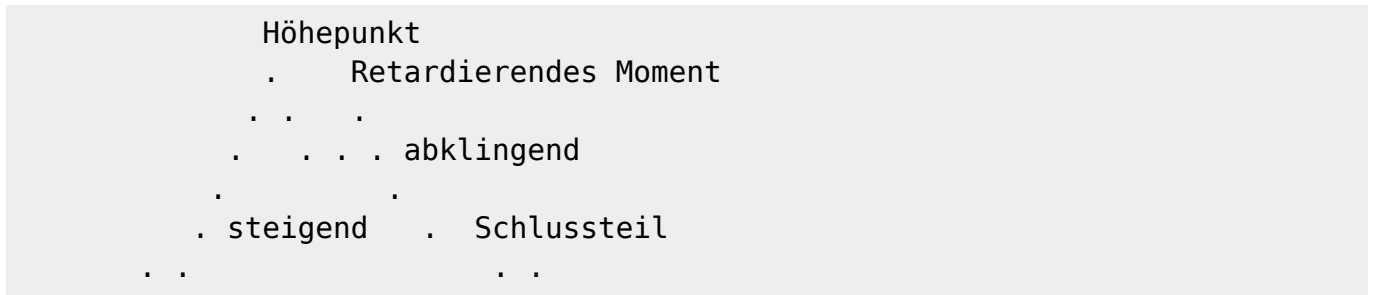 Höhepunkt
. Retardierendes Moment
. . .
. . . . abklingend
. .
. steigend . Schlussteil
. . . .